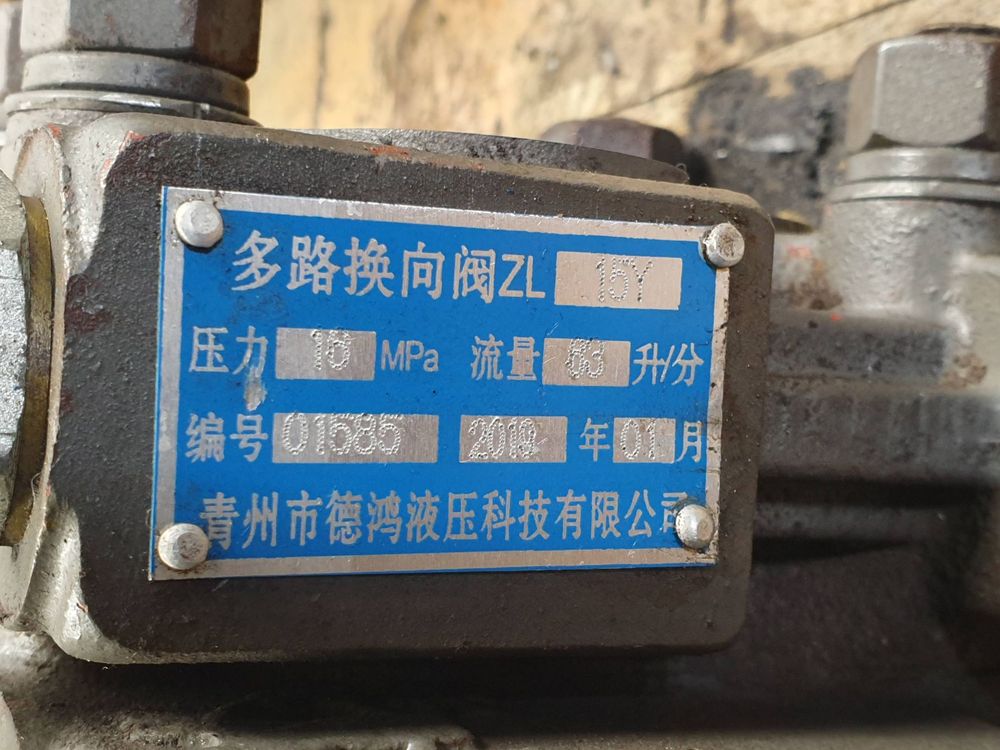 多路换向阀ZL 15Y
压力 16 MPa 流量 63 升/分
编号 01585 2019 年 01 月
青州市德鸿液压科技有限公司